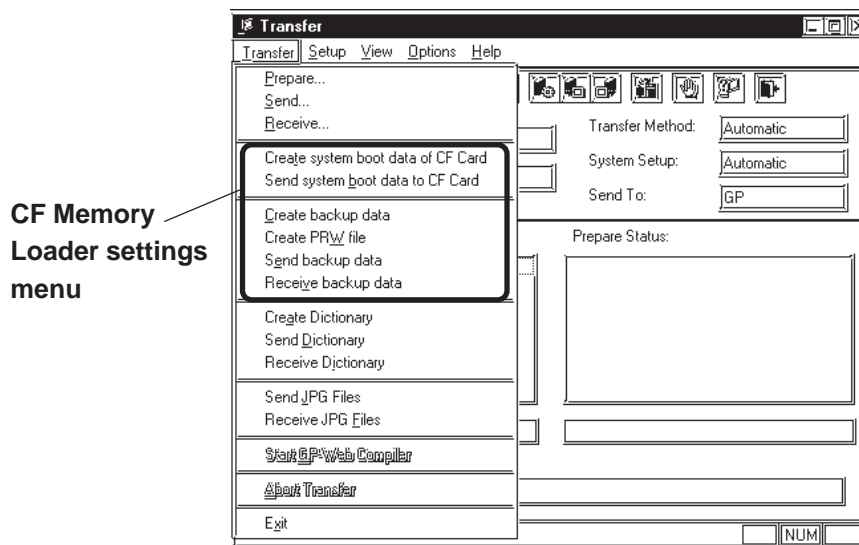 Transfer
Transfer Setup View Options Help
Prepare...
Send...
Receive...
Create system boot data of CF Card
Send system boot data to CF Card
Create backup data
Create PRW file
Send backup data
Receive backup data
Create Dictionary
Send Dictionary
Receive Dictionary
Send JPG Files
Receive JPG Files
Start GP-Web Compiler
Abort Transfer
Exit
Transfer Method: Automatic
System Setup: Automatic
Send To: GP
Prepare Status:
NUM
CF Memory
Loader settings
menu